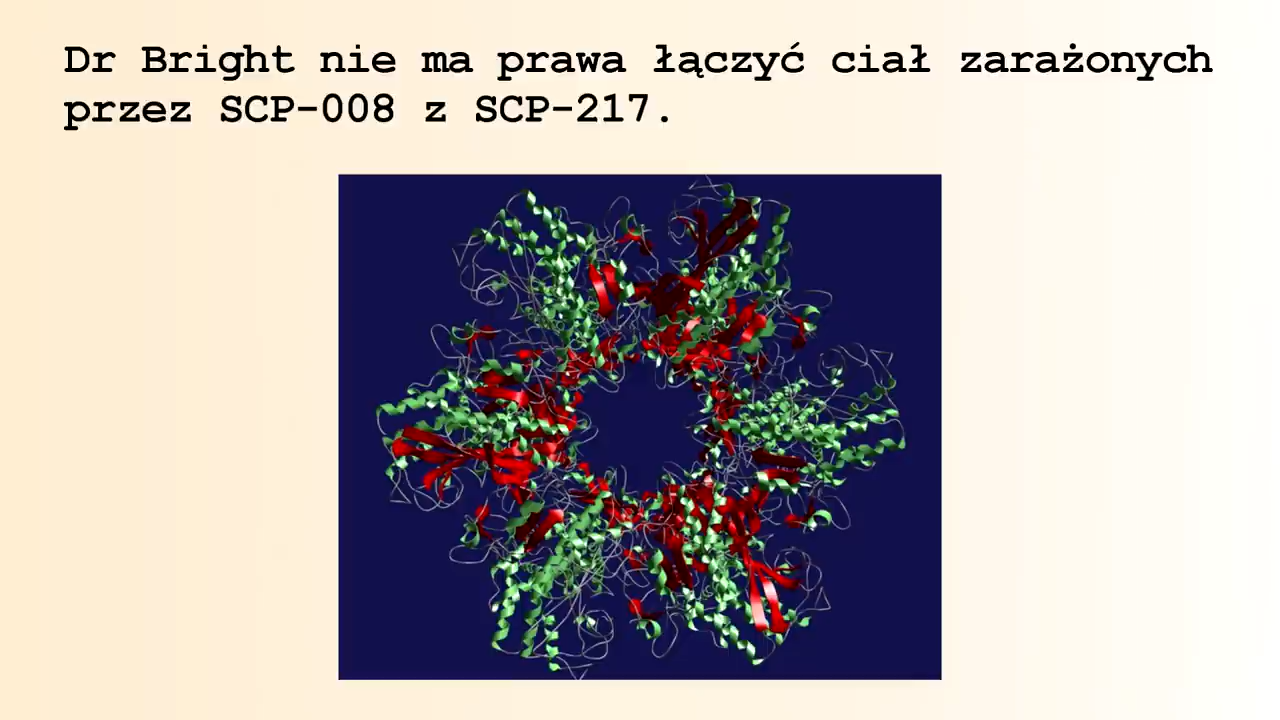 Dr Bright nie ma prawa łączyć ciał zarażonych
przez SCP-008 z SCP-217.